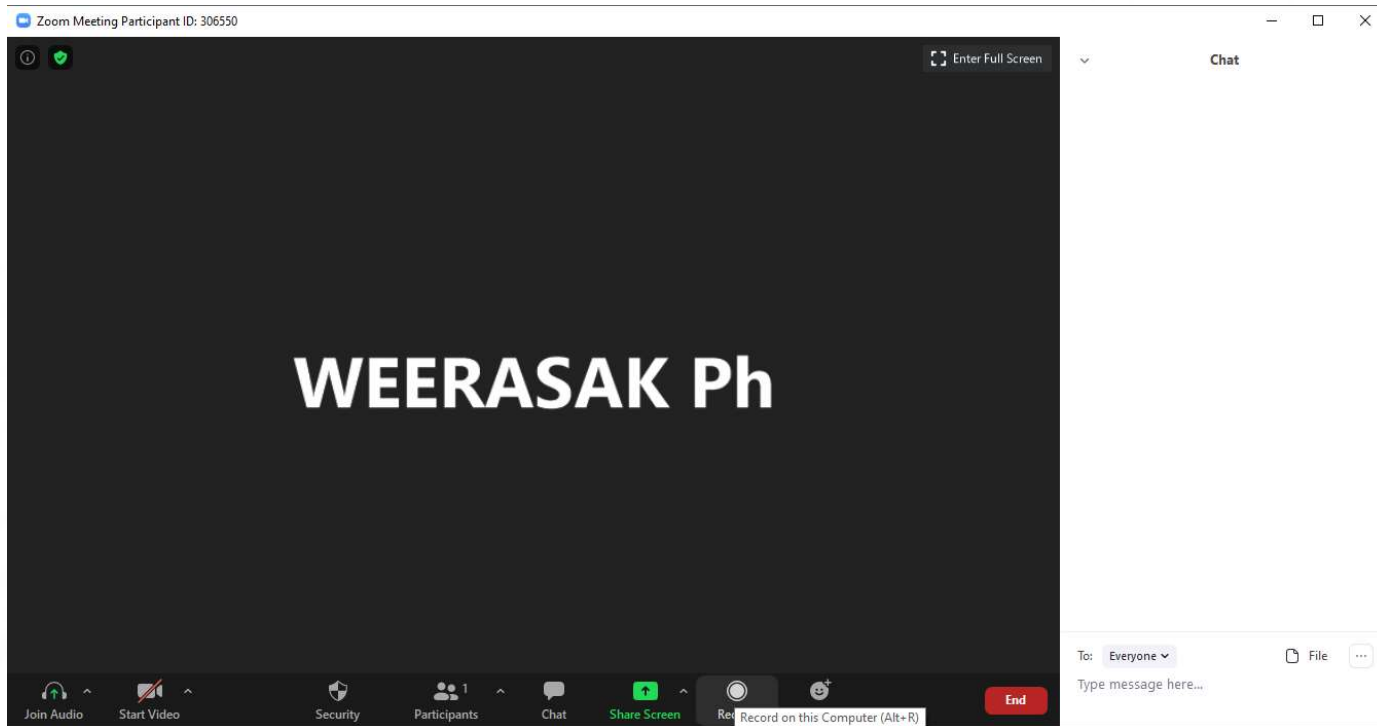 Zoom Meeting Participant ID: 306550
Enter Full Screen
Chat
WEERASAK Ph
To: Everyone
File
...
Type message here...
1
Join Audio
Start Video
Security
Participants
Chat
Share Screen
Rec
Record on this Computer (Alt+R)
End